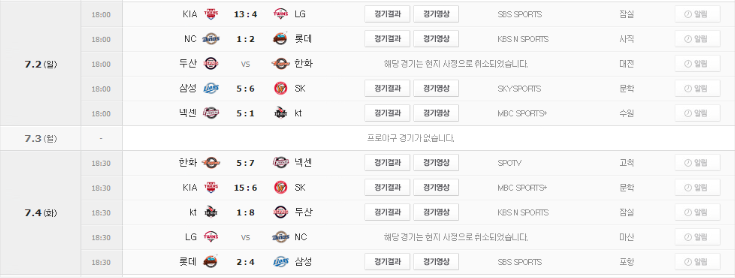 18:00 KIA 13 : 4 LG 경기결과 경기영상 SBS SPORTS 잠실 알림
18:00 NC 1 : 2 롯데 경기결과 경기영상 KBS N SPORTS 사직 알림
7.2 (일) 18:00 두산 vs 한화 해당 경기는 현지 사정으로 취소되었습니다. 대전 알림
18:00 삼성 5 : 6 SK 경기결과 경기영상 SKYSPORTS 문학 알림
18:00 넥센 5 : 1 kt 경기결과 경기영상 MBC SPORTS+ 수원 알림
7.3 (월) - 프로야구 경기가 없습니다.
18:30 한화 5 : 7 넥센 경기결과 경기영상 SPOTV 고척 알림
18:30 KIA 15 : 6 SK 경기결과 경기영상 MBC SPORTS+ 문학 알림
7.4 (화) 18:30 kt 1 : 8 두산 경기결과 경기영상 KBS N SPORTS 잠실 알림
18:30 LG vs NC 해당 경기는 현지 사정으로 취소되었습니다. 마산 알림
18:30 롯데 2 : 4 삼성 경기결과 경기영상 SBS SPORTS 포항 알림